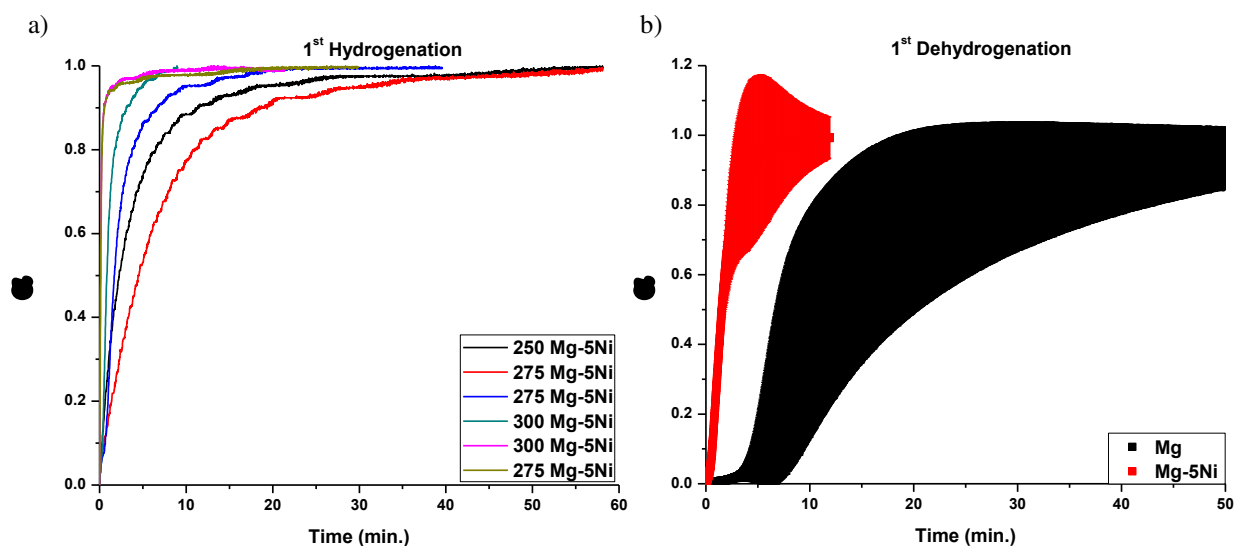 a)
1st Hydrogenation
1.0
0.8
0.6
0.4
0.2
0.0
0 10 20 30 40 50 60
Time (min.)
250 Mg-5Ni
275 Mg-5Ni
275 Mg-5Ni
300 Mg-5Ni
300 Mg-5Ni
275 Mg-5Ni
b)
1st Dehydrogenation
1.2
1.0
0.8
0.6
0.4
0.2
0.0
0 10 20 30 40 50
Time (min.)
Mg
Mg-5Ni